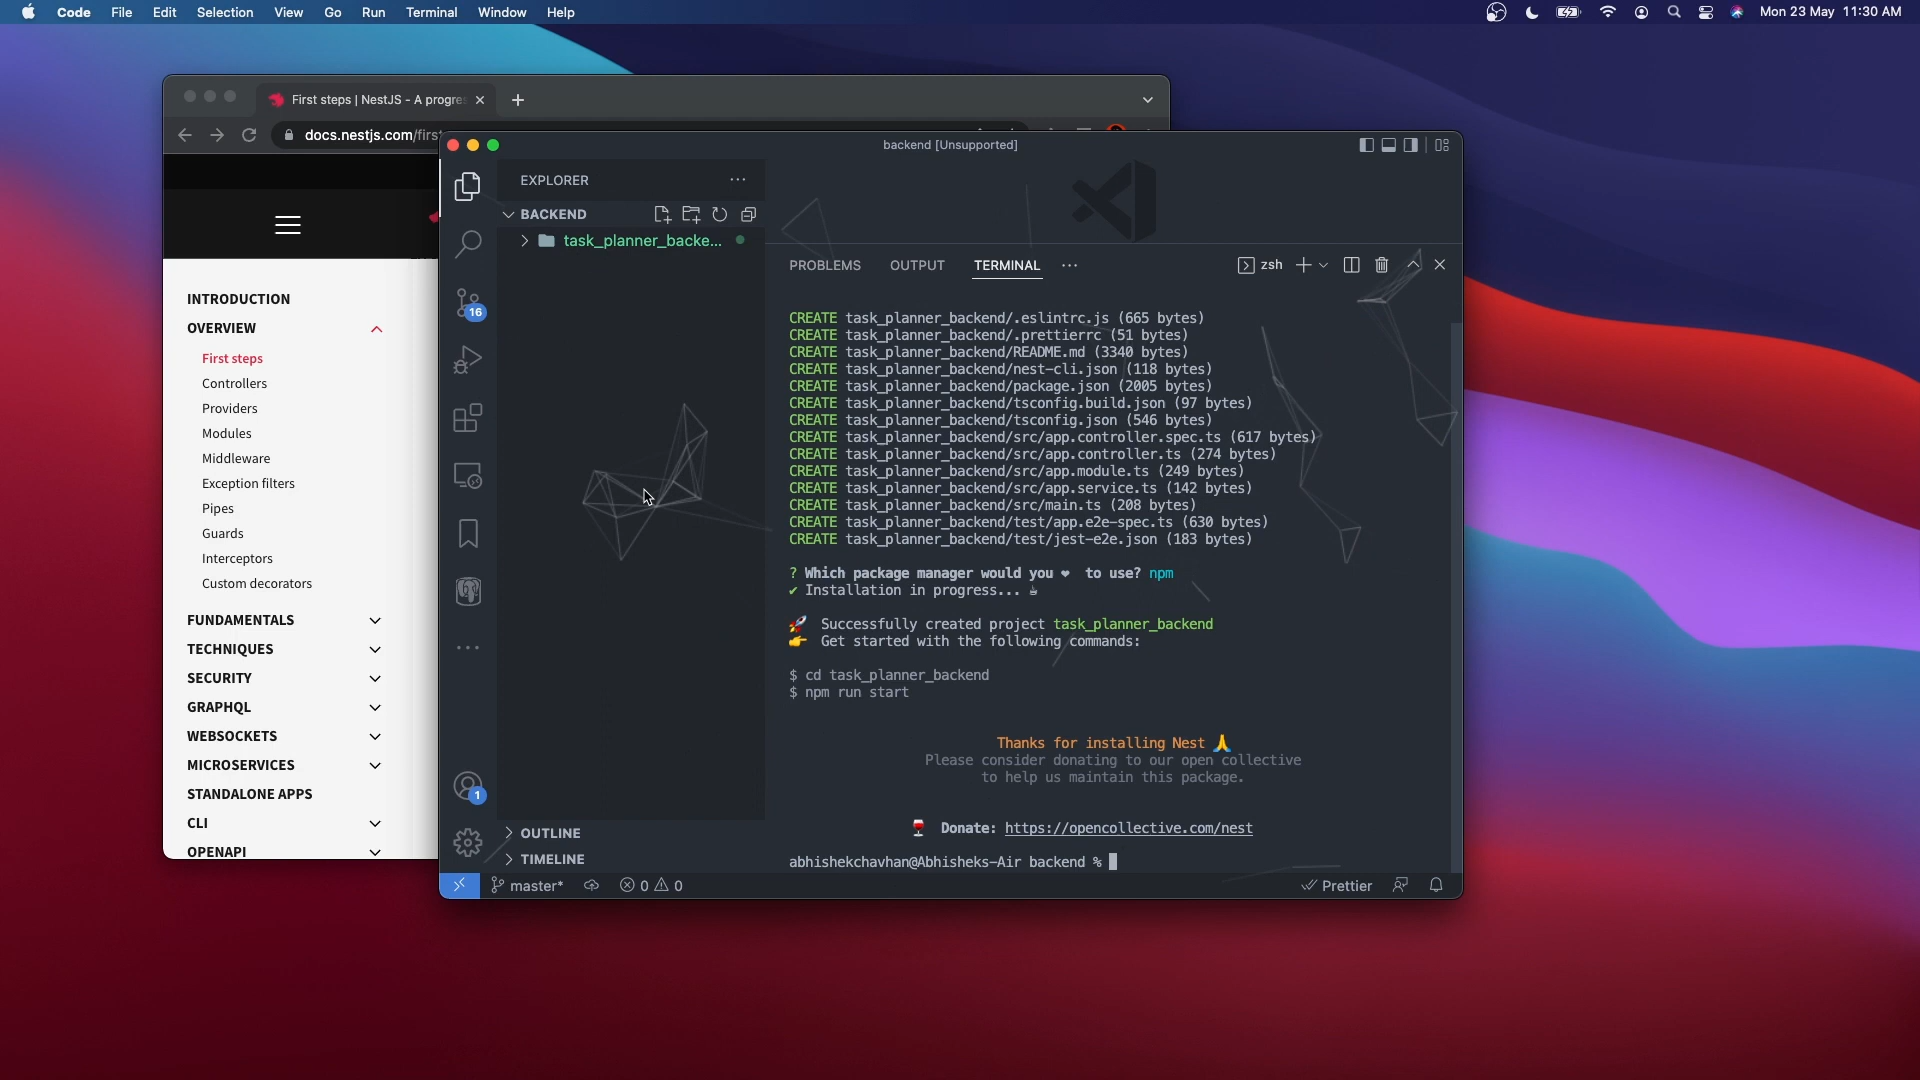 Code File Edit Selection View Go Run Terminal Window Help
Mon 23 May 11:30 AM
First steps | NestJS - A progre
docs.nestjs.com/first
INTRODUCTION
OVERVIEW
First steps
Controllers
Providers
Modules
Middleware
Exception filters
Pipes
Guards
Interceptors
Custom decorators
FUNDAMENTALS
TECHNIQUES
SECURITY
GRAPHQL
WEBSOCKETS
MICROSERVICES
STANDALONE APPS
CLI
OPENAPI
backend [Unsupported]
EXPLORER
BACKEND
task_planner_backe...
16
1
OUTLINE
TIMELINE
PROBLEMS OUTPUT TERMINAL
zsh
CREATE task_planner_backend/.eslintrc.js (665 bytes)
CREATE task_planner_backend/.prettierrc (51 bytes)
CREATE task_planner_backend/README.md (3340 bytes)
CREATE task_planner_backend/nest-cli.json (118 bytes)
CREATE task_planner_backend/package.json (2005 bytes)
CREATE task_planner_backend/tsconfig.build.json (97 bytes)
CREATE task_planner_backend/tsconfig.json (546 bytes)
CREATE task_planner_backend/src/app.controller.spec.ts (617 bytes)
CREATE task_planner_backend/src/app.controller.ts (274 bytes)
CREATE task_planner_backend/src/app.module.ts (249 bytes)
CREATE task_planner_backend/src/app.service.ts (142 bytes)
CREATE task_planner_backend/src/main.ts (208 bytes)
CREATE task_planner_backend/test/app.e2e-spec.ts (630 bytes)
CREATE task_planner_backend/test/jest-e2e.json (183 bytes)
? Which package manager would you ❤ to use? npm
✔ Installation in progress... ☕
🚀 Successfully created project task_planner_backend
👉 Get started with the following commands:
$ cd task_planner_backend
$ npm run start
Thanks for installing Nest 🙏
Please consider donating to our open collective
to help us maintain this package.
🍷 Donate: https://opencollective.com/nest
abhishekchavhan@Abhisheks-Air backend %
master* 0 0 Prettier